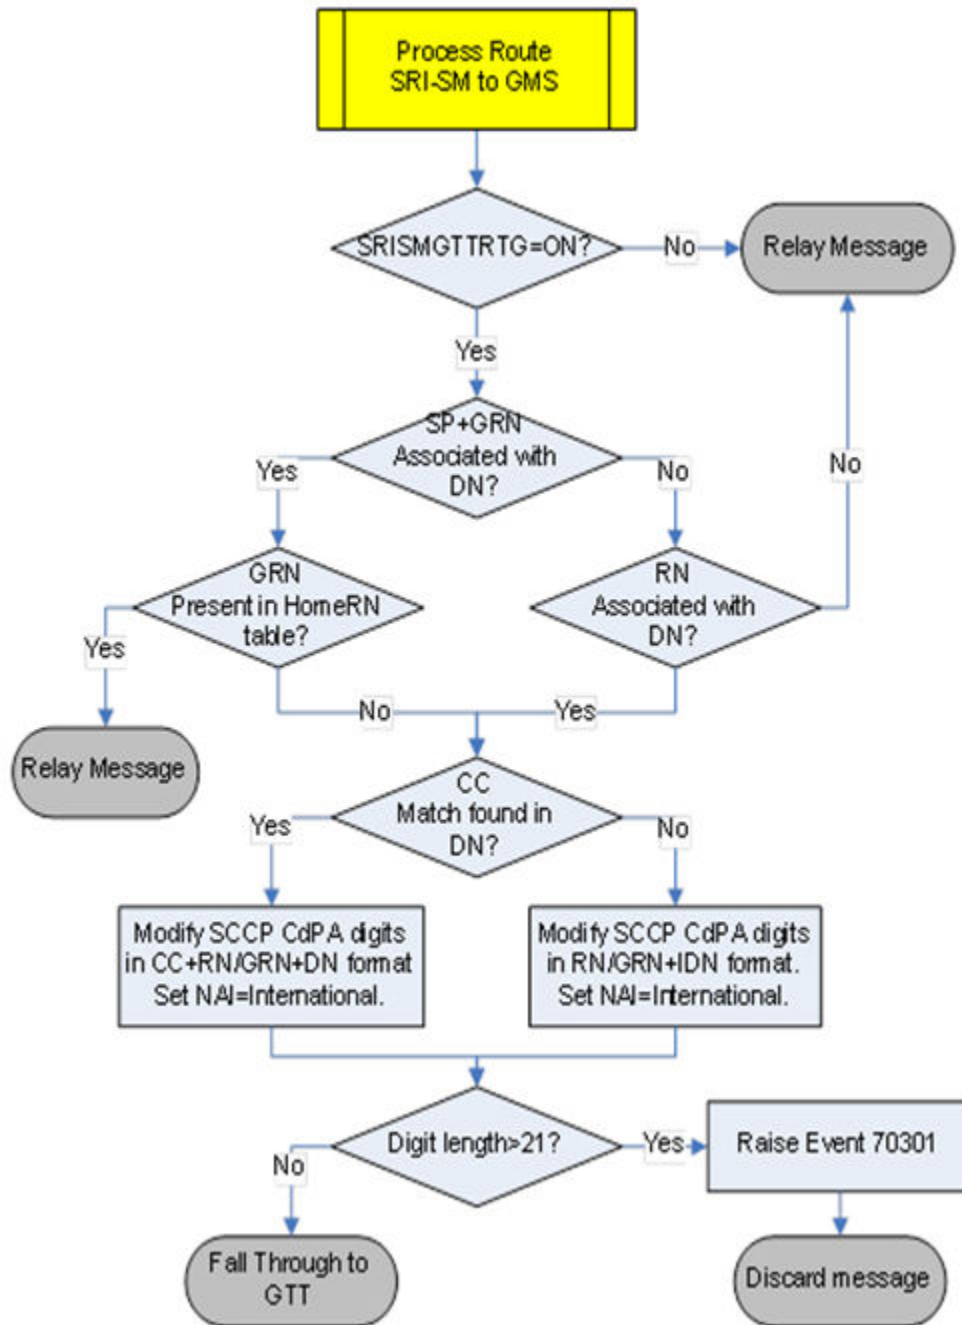 Process Route
SRI-SM to GMS
SRISMGTTRTG=ON?
No
Relay Message
Yes
SP+GRN
Associated with
DN?
Yes
No
No
GRN
Present in HomeRN
table?
RN
Associated with
DN?
Yes
No
Yes
Relay Message
CC
Match found in
DN?
Yes
No
Modify SCCP CdPA digits
in CC+RN/GRN+DN format
Set NAI=International.
Modify SCCP CdPA digits
in RN/GRN+IDN format.
Set NAI=International.
Digit length>21?
Yes
Raise Event 70301
No
Fall Through to
GTT
Discard message